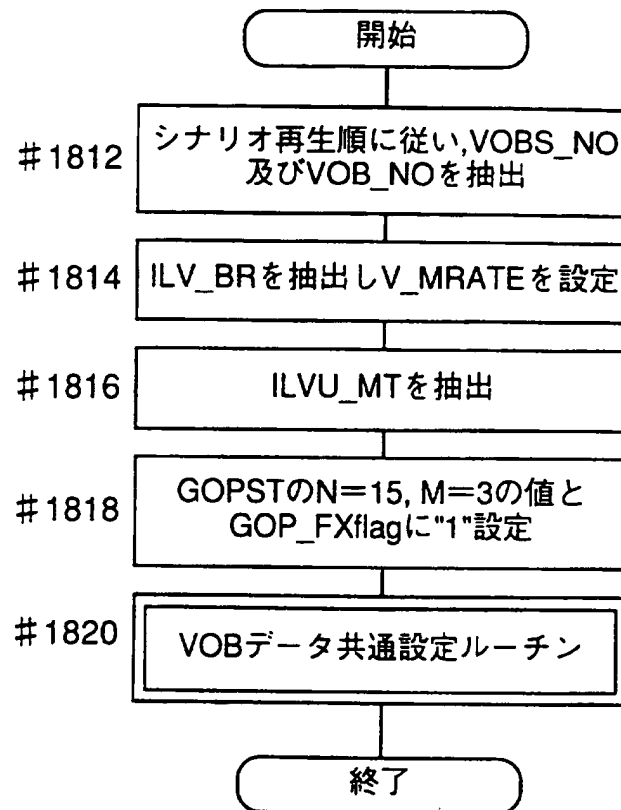 開始
#1812
シナリオ再生順に従い,VOBS_NO
及びVOB_NOを抽出
#1814
ILV_BRを抽出しV_MRATEを設定
#1816
ILVU_MTを抽出
#1818
GOPSTのN=15, M=3の値と
GOP_FXflagに"1"設定
#1820
VOBデータ共通設定ルーチン
終了